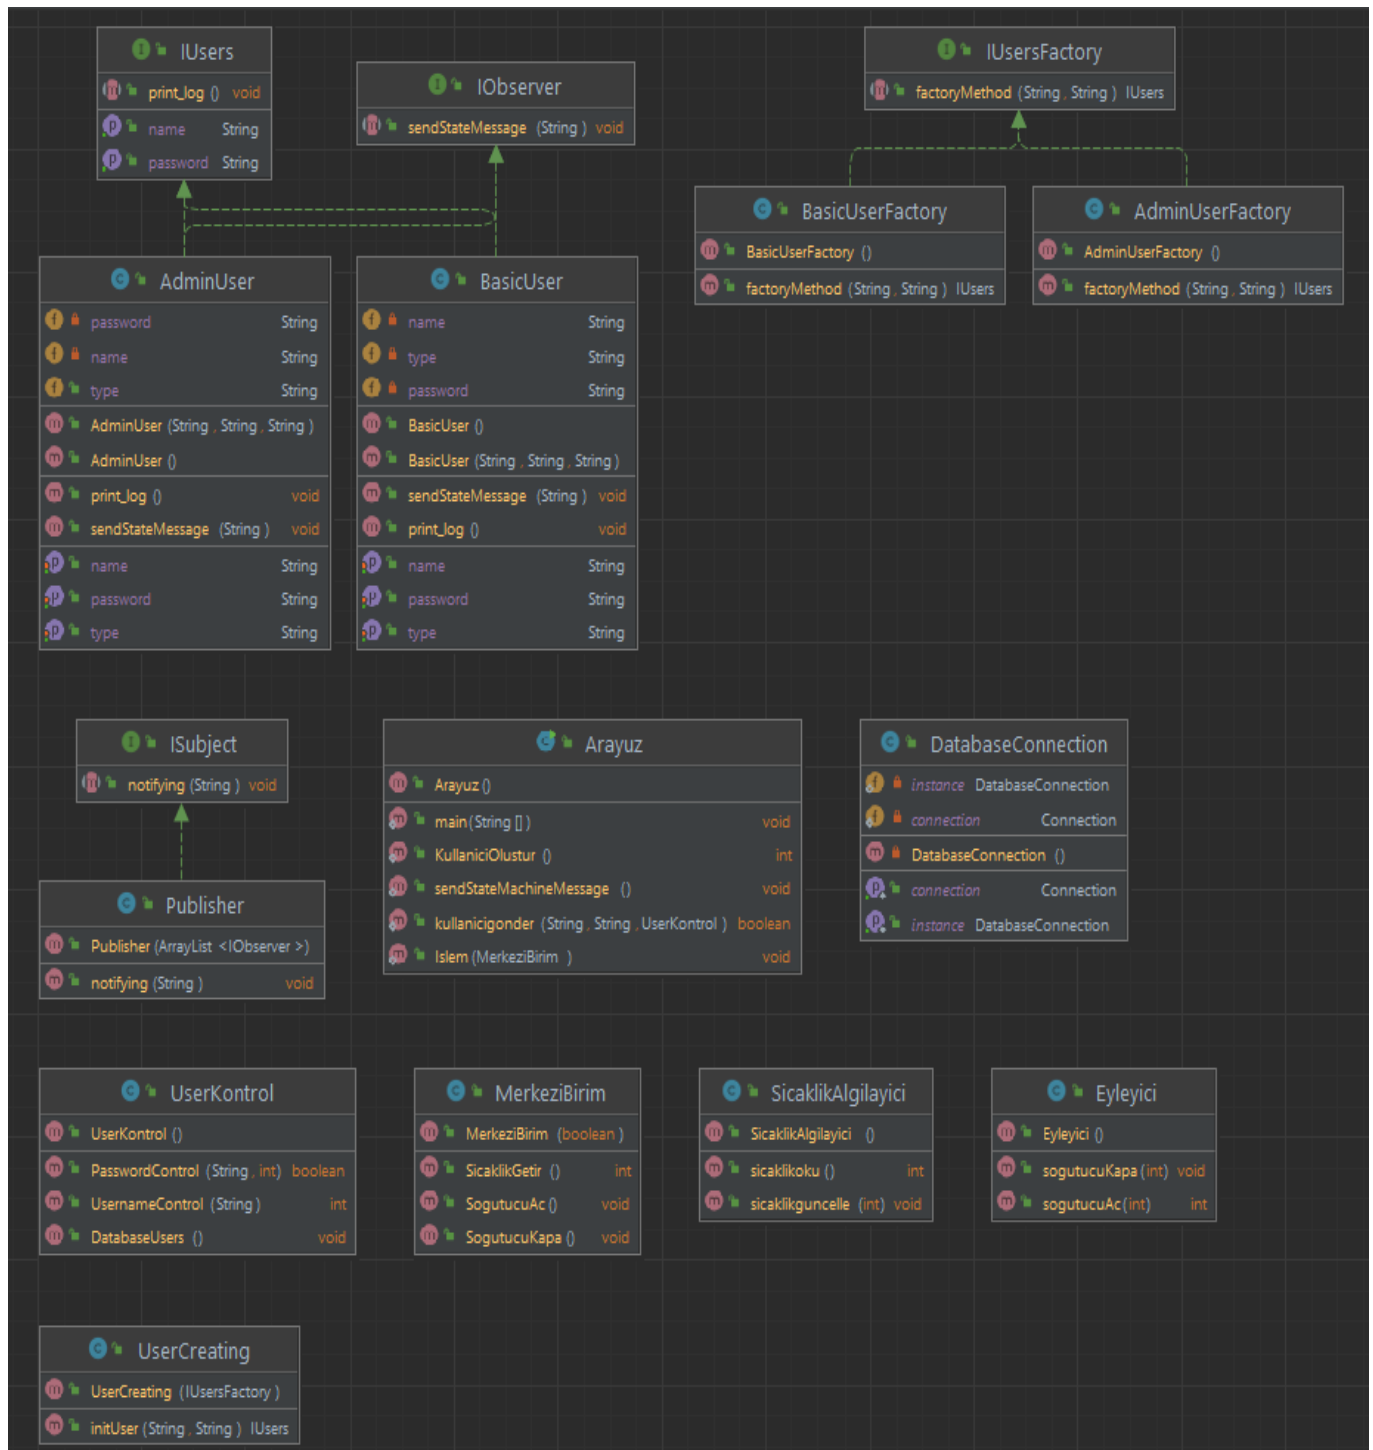 IUsers
print_log () void
name String
password String
IObserver
sendStateMessage (String) void
IUsersFactory
factoryMethod (String, String) IUsers
BasicUserFactory
BasicUserFactory ()
factoryMethod (String, String) IUsers
AdminUserFactory
AdminUserFactory ()
factoryMethod (String, String) IUsers
AdminUser
password String
name String
type String
AdminUser (String, String, String)
AdminUser ()
print_log () void
sendStateMessage (String) void
name String
password String
type String
BasicUser
name String
type String
password String
BasicUser ()
BasicUser (String, String, String)
sendStateMessage (String) void
print_log () void
name String
password String
type String
ISubject
notifying (String) void
Publisher
Publisher (ArrayList <IObserver>)
notifying (String) void
Arayuz
Arayuz ()
main (String []) void
KullaniciOlustur () int
sendStateMachineMessage () void
kullanicigonder (String, String, UserKontrol) boolean
Islem (MerkeziBirim) void
DatabaseConnection
instance DatabaseConnection
connection Connection
DatabaseConnection ()
connection Connection
instance DatabaseConnection
UserKontrol
UserKontrol ()
PasswordControl (String, int) boolean
UsernameControl (String) int
DatabaseUsers () void
MerkeziBirim
MerkeziBirim (boolean)
SicaklikGetir () int
SogutucuAc () void
SogutucuKapa () void
SicaklikAlgilayici
SicaklikAlgilayici ()
sicaklikoku () int
sicaklikguncelle (int) void
Eyleyici
Eyleyici ()
sogutucuKapa (int) void
sogutucuAc (int) int
UserCreating
UserCreating (IUsersFactory)
initUser (String, String) IUsers